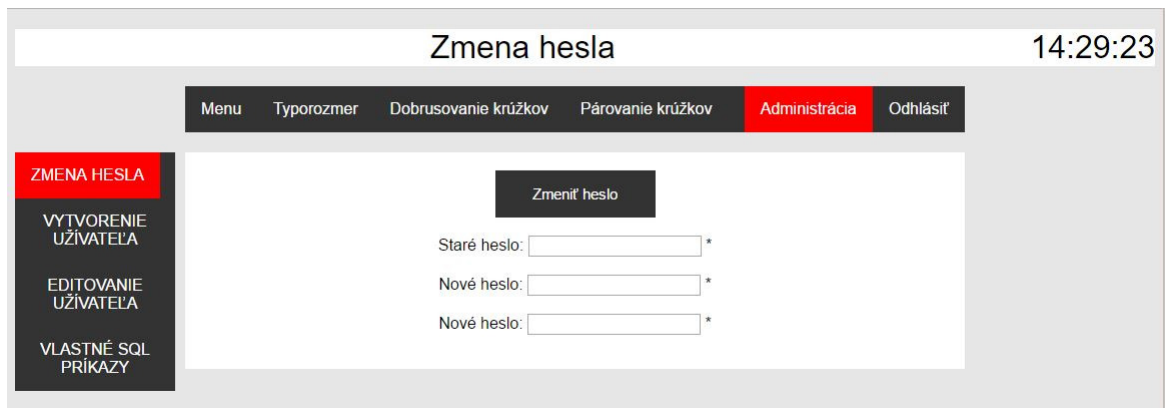 Zmena hesla 14:29:23
Menu Typorozmer Dobrusovanie krúžkov Párovanie krúžkov Administrácia Odhlásiť
ZMENA HESLA
VYTVORENIE
UŽÍVATEĽA
EDITOVANIE
UŽÍVATEĽA
VLASTNÉ SQL
PRÍKAZY
Zmeniť heslo
Staré heslo: *
Nové heslo: *
Nové heslo: *